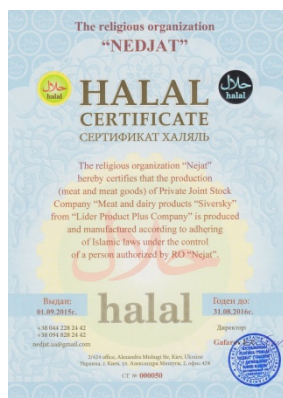 The religious organization
“NEDJAT”
حلال
halal
حلال
halal
HALAL
CERTIFICATE
СЕРТИФИКАТ ХАЛЯЛЬ
The religious organization “Nejat”
hereby certifies that the production
(meat and meat goods) of Private Joint Stock
Company “Meat and dairy products “Siversky”
from “Lider Product Plus Company” is produced
and manufactured according to adhering
of Islamic laws under the control
of a person authorized by RO “Nejat”.
حلال
Выдан:
01.09.2015г.
halal
Годен до:
31.08.2016г.
+38 044 228 24 42
+38 094 828 24 42
nedjat.ua@gmail.com
Директор
2/424 office, Alexandra Mishugi Str, Kiev, Ukraine
Украина, г. Киев, ул. Александра Мишуги, 2, офис 424
СТ № 000050